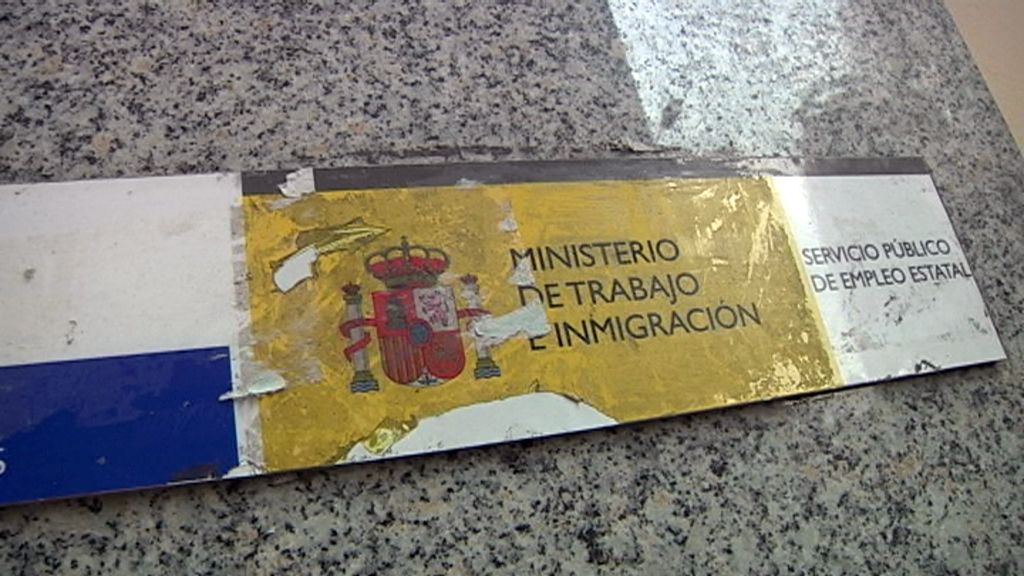 MINISTERIO
DE TRABAJO
E INMIGRACIÓN
SERVICIO PÚBLICO
DE EMPLEO ESTATAL